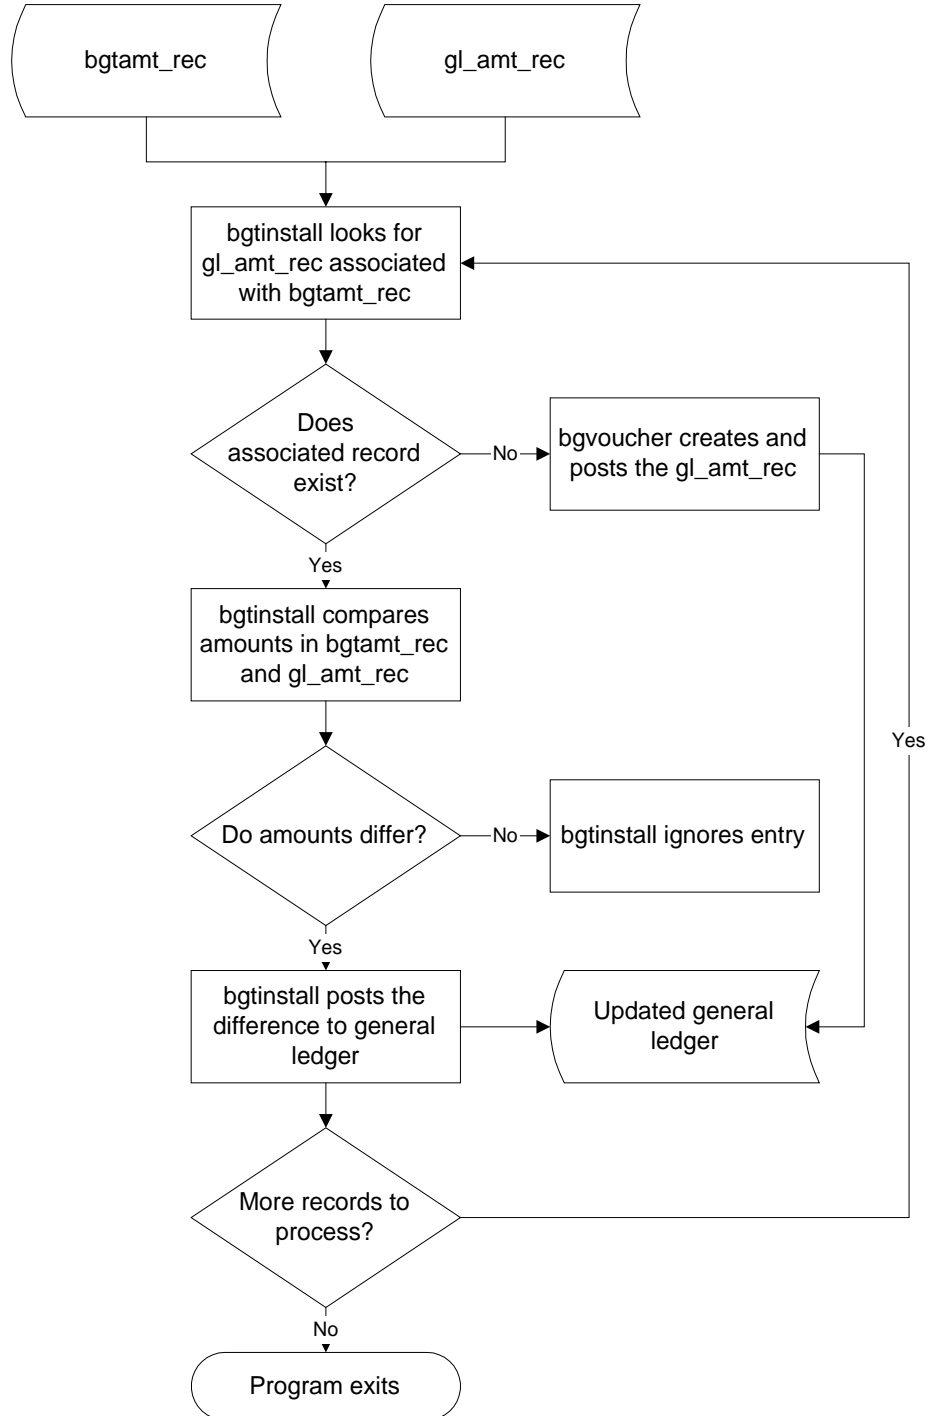 bgtamt_rec
gl_amt_rec
bgtinstall looks for
gl_amt_rec associated
with bgtamt_rec
Does
associated record
exist?
No
bgvoucher creates and
posts the gl_amt_rec
Yes
bgtinstall compares
amounts in bgtamt_rec
and gl_amt_rec
Yes
Do amounts differ?
No
bgtinstall ignores entry
Yes
bgtinstall posts the
difference to general
ledger
Updated general
ledger
More records to
process?
No
Program exits